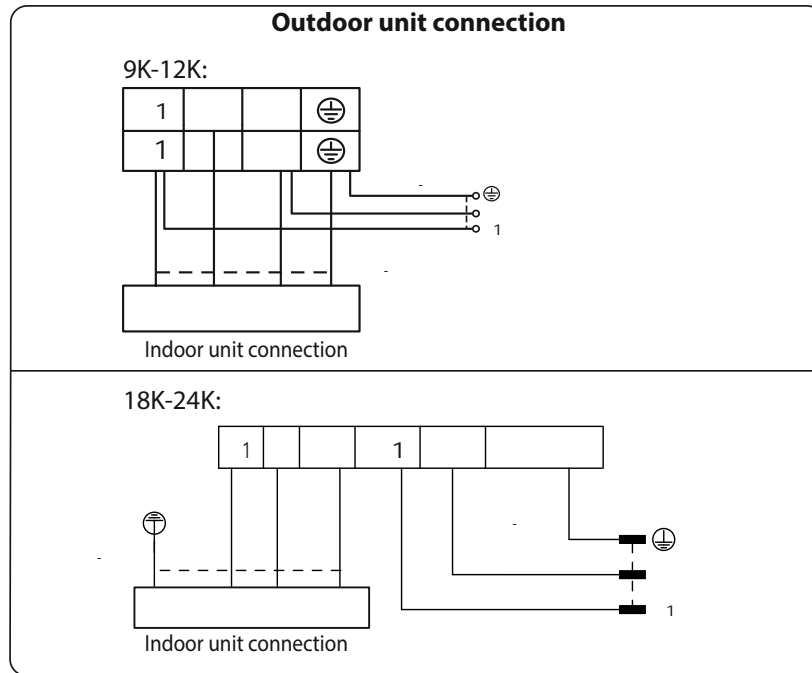 Outdoor unit connection
9K-12K:
1
1
-
1
-
Indoor unit connection
18K-24K:
1 1
-
-
1
Indoor unit connection